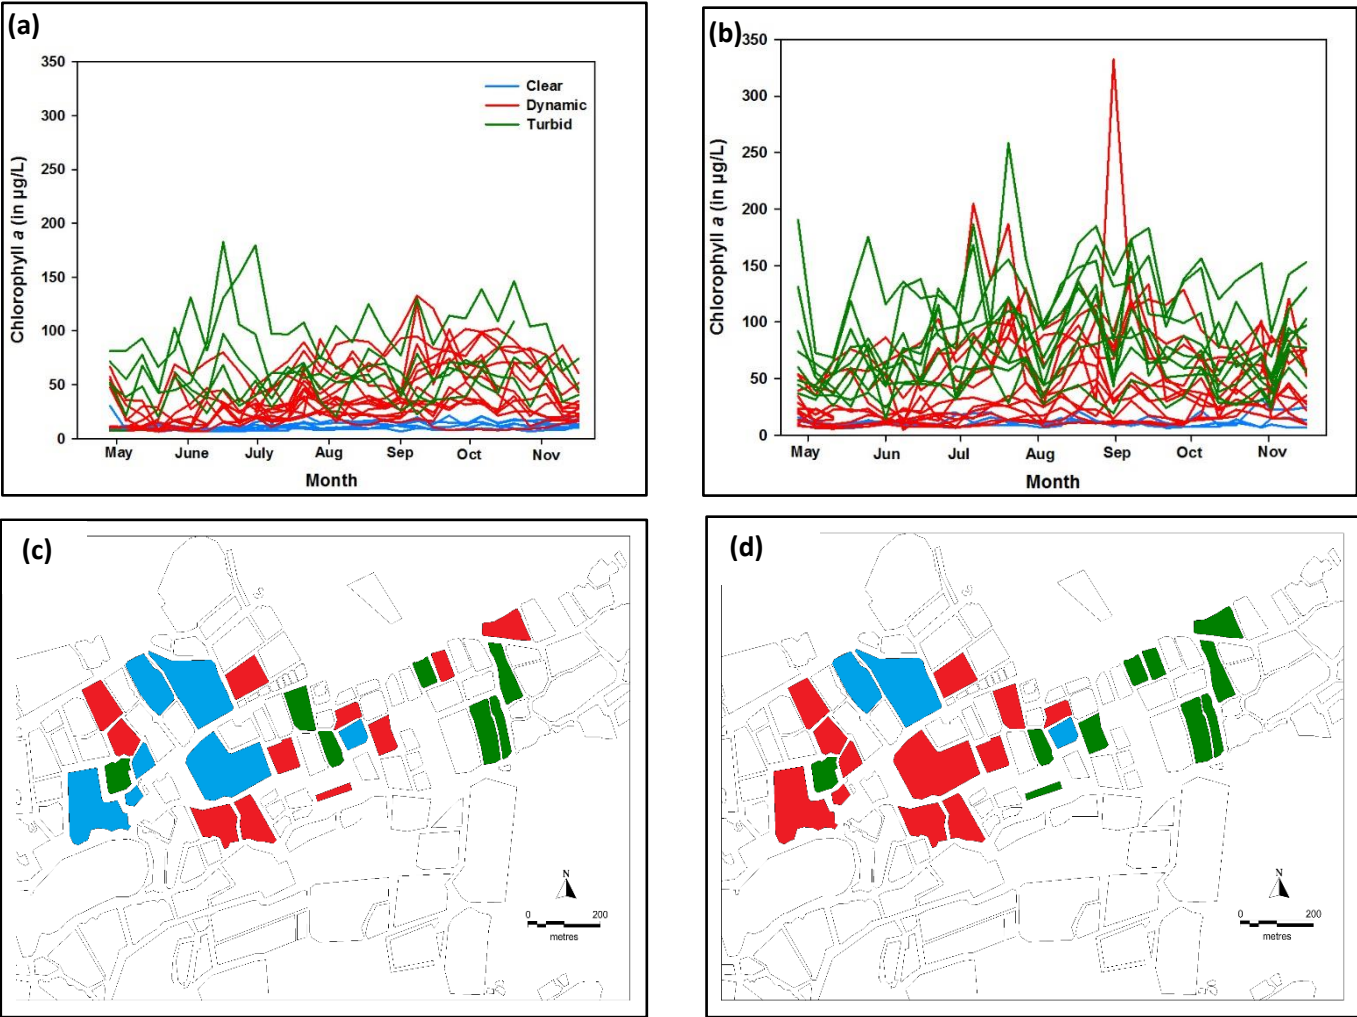 (a)
350
300
250
200
150
100
50
0
Chlorophyll a (in µg/L)
Clear
Dynamic
Turbid
May June July Aug Sep Oct Nov
Month
(b)
350
300
250
200
150
100
50
0
Chlorophyll a (in µg/L)
May Jun Jul Aug Sep Oct Nov
Month
(c)
N
0 200
metres
(d)
N
0 200
metres